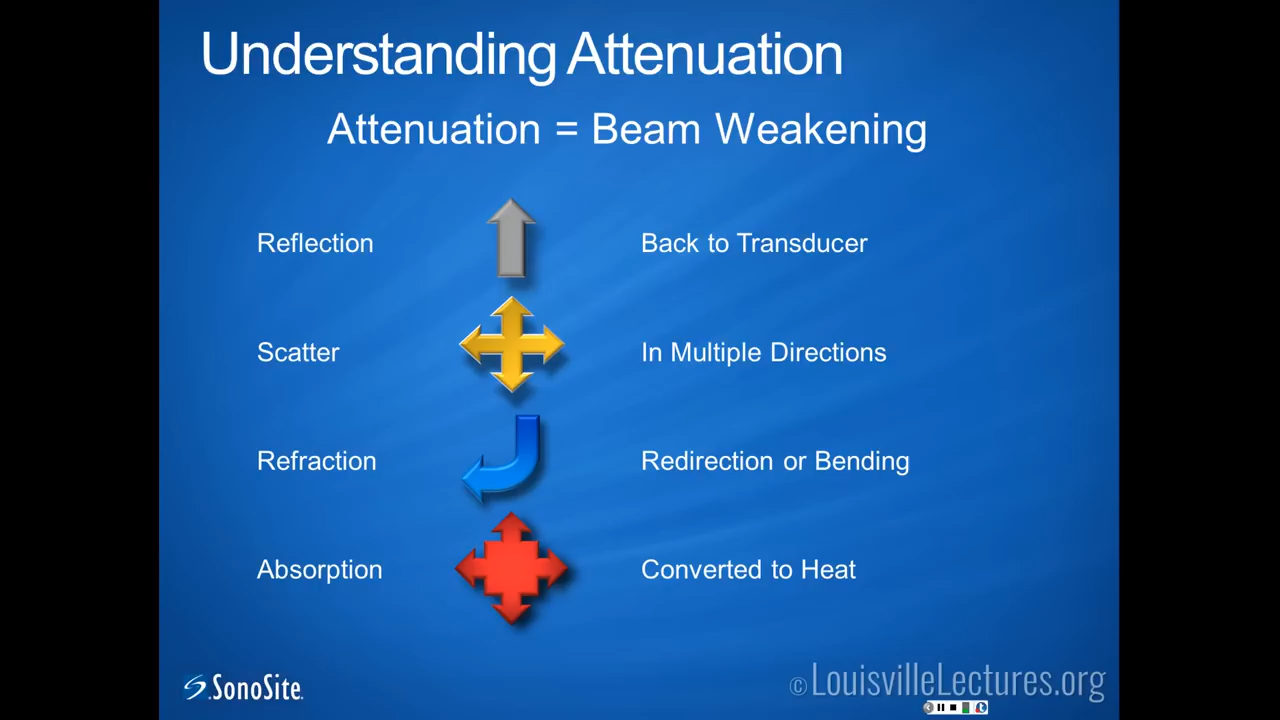 Understanding Attenuation
Attenuation = Beam Weakening
Reflection Back to Transducer
Scatter In Multiple Directions
Refraction Redirection or Bending
Absorption Converted to Heat
SonoSite.
© LouisvilleLectures.org